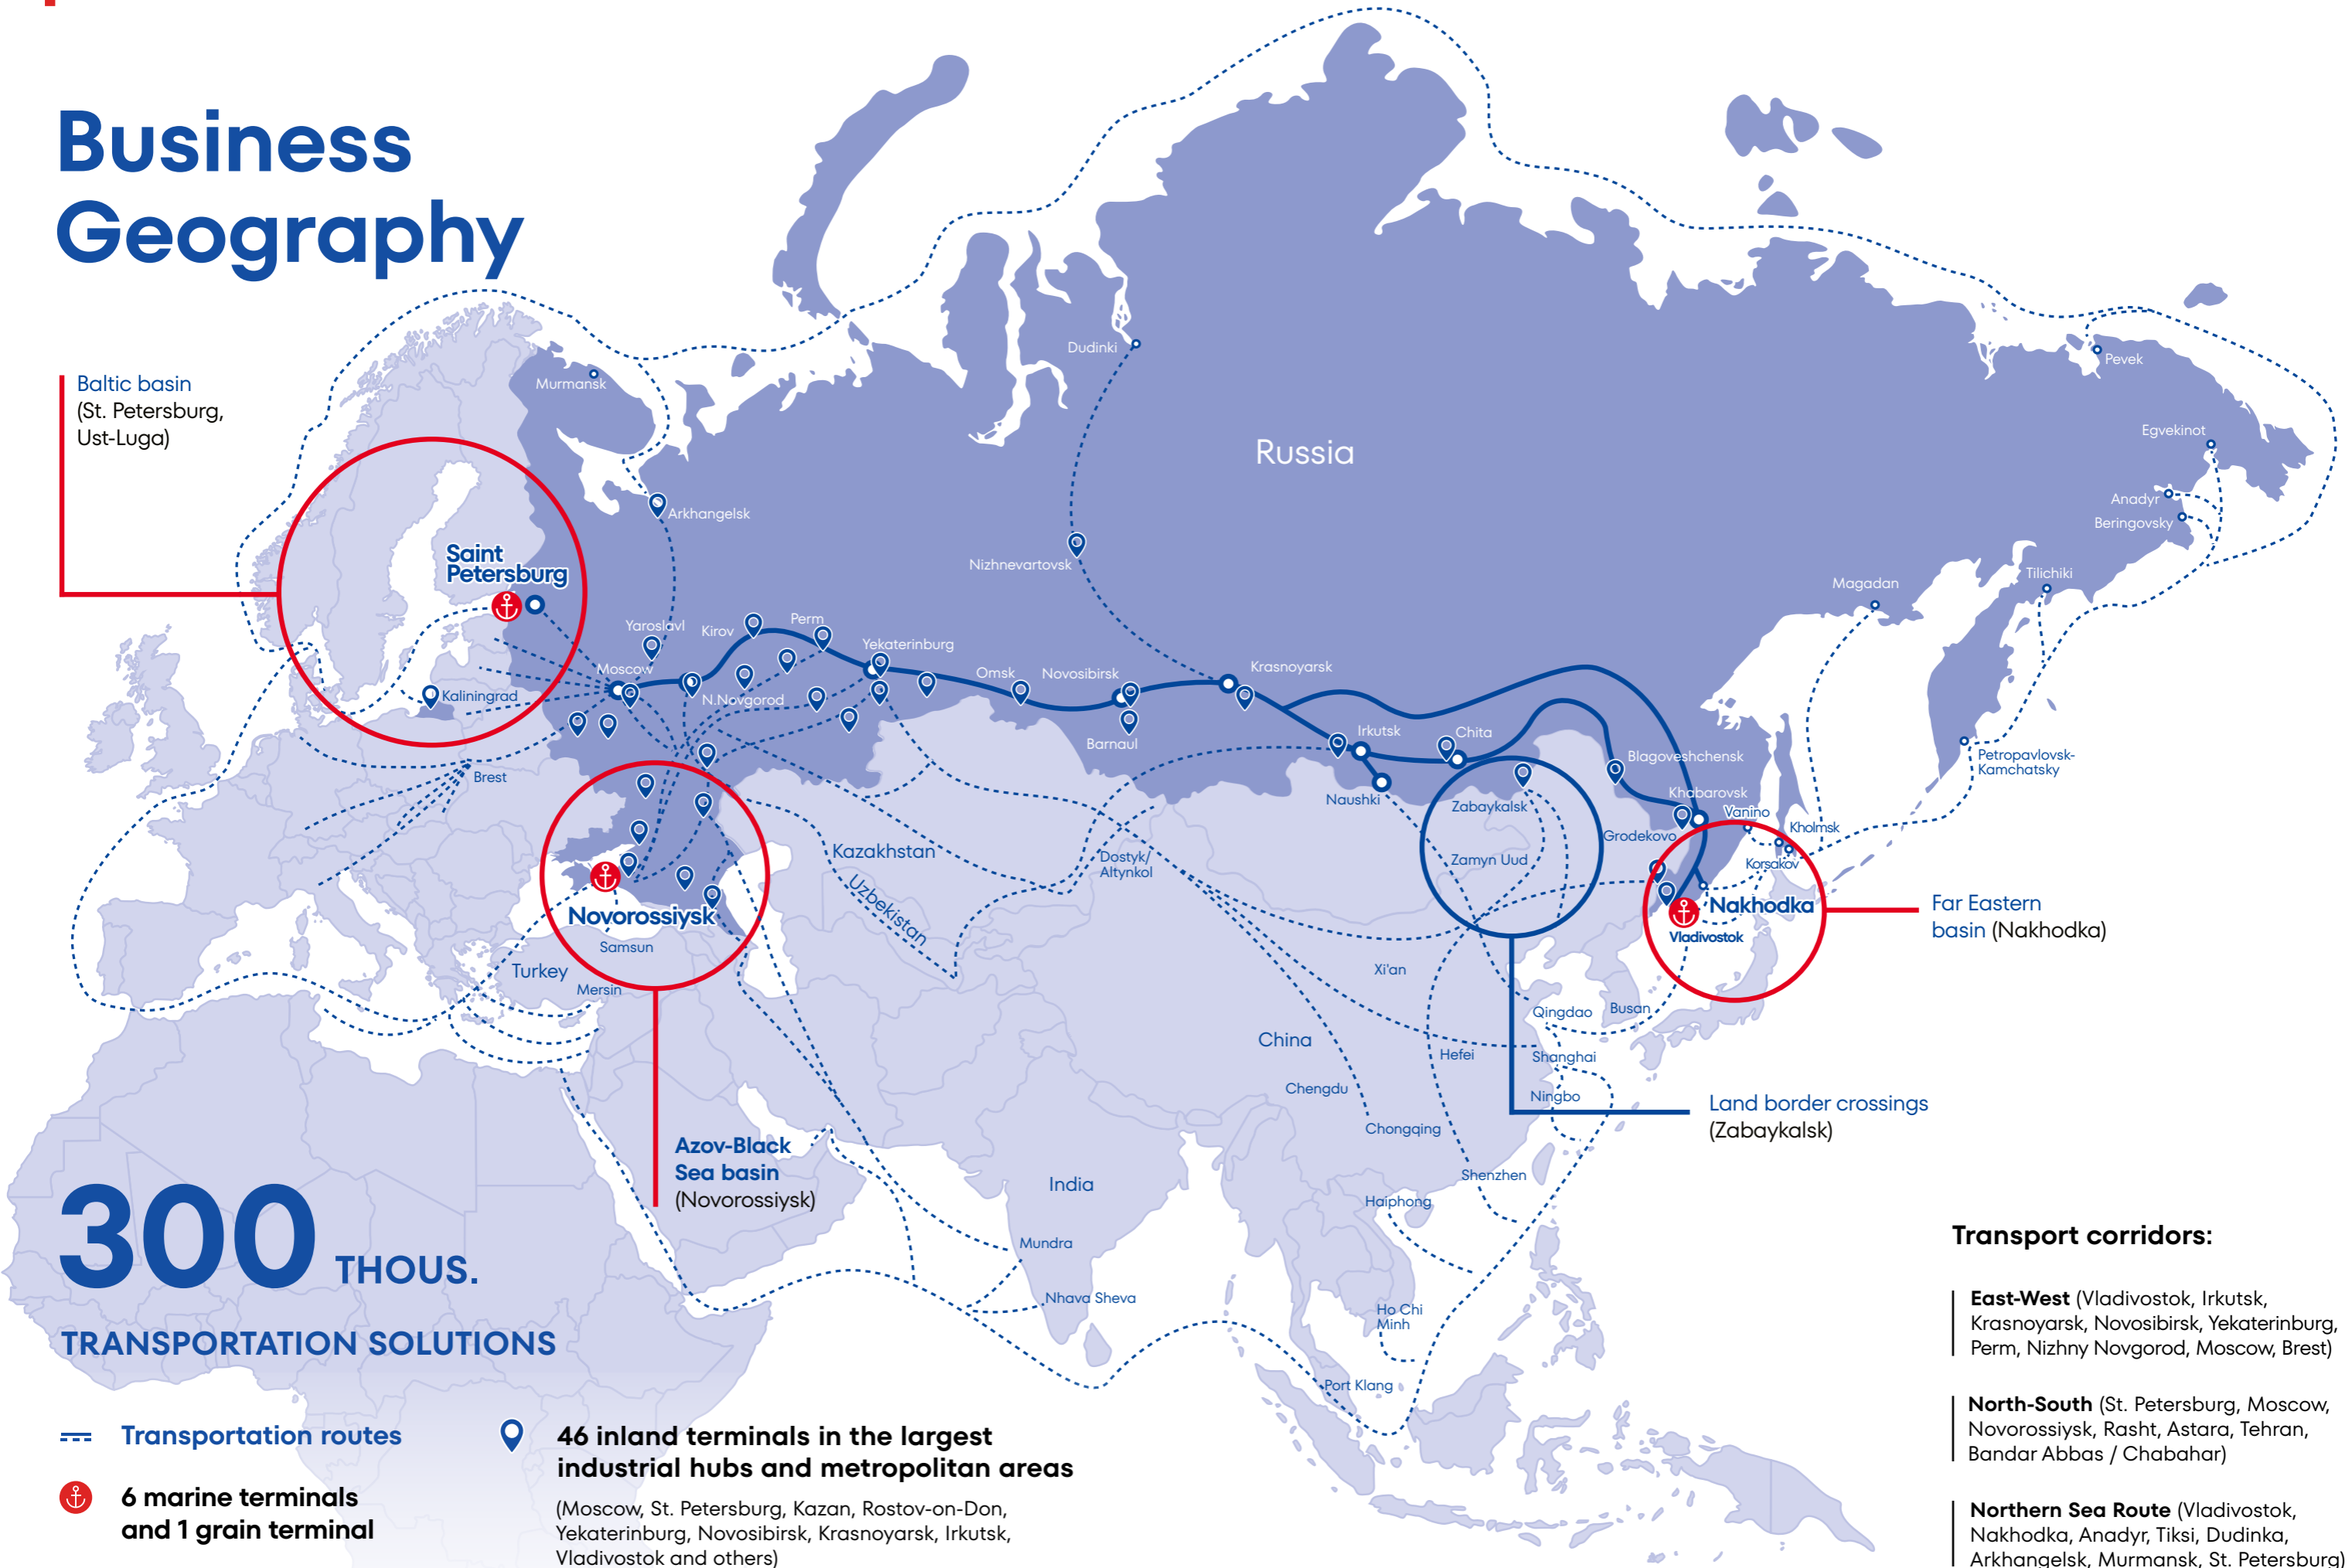 Business
Geography
Baltic basin
(St. Petersburg,
Ust-Luga)
Murmansk
Dudinki
Pevek
Egvekinot
Anadyr
Beringovsky
Russia
Arkhangelsk
Nizhnevartovsk
Saint
Petersburg
Magadan
Tilichiki
Yaroslavl
Kirov
Perm
Yekaterinburg
Moscow
Omsk
Novosibirsk
Krasnoyarsk
Kaliningrad
N.Novgorod
Barnaul
Irkutsk
Chita
Blagoveshchensk
Petropavlovsk-
Kamchatsky
Brest
Naushki
Zabaykalsk
Khabarovsk
Vanino
Kholmsk
Grodekovo
Korsakov
Kazakhstan
Dostyk/
Altynkol
Zamyn Uud
Uzbekistan
Novorossiysk
Nakhodka
Vladivostok
Far Eastern
basin (Nakhodka)
Samsun
Turkey
Mersin
Xi'an
Qingdao
Busan
China
Hefei
Shanghai
Chengdu
Ningbo
Land border crossings
(Zabaykalsk)
Chongqing
Azov-Black
Sea basin
(Novorossiysk)
India
Shenzhen
Haiphong
Mundra
Nhava Sheva
Ho Chi
Minh
Port Klang
300 THOUS.
TRANSPORTATION SOLUTIONS
Transportation routes
6 marine terminals
and 1 grain terminal
46 inland terminals in the largest
industrial hubs and metropolitan areas
(Moscow, St. Petersburg, Kazan, Rostov-on-Don,
Yekaterinburg, Novosibirsk, Krasnoyarsk, Irkutsk,
Vladivostok and others)
Transport corridors:
East-West (Vladivostok, Irkutsk,
Krasnoyarsk, Novosibirsk, Yekaterinburg,
Perm, Nizhny Novgorod, Moscow, Brest)
North-South (St. Petersburg, Moscow,
Novorossiysk, Rasht, Astara, Tehran,
Bandar Abbas / Chabahar)
Northern Sea Route (Vladivostok,
Nakhodka, Anadyr, Tiksi, Dudinka,
Arkhangelsk, Murmansk, St. Petersburg)